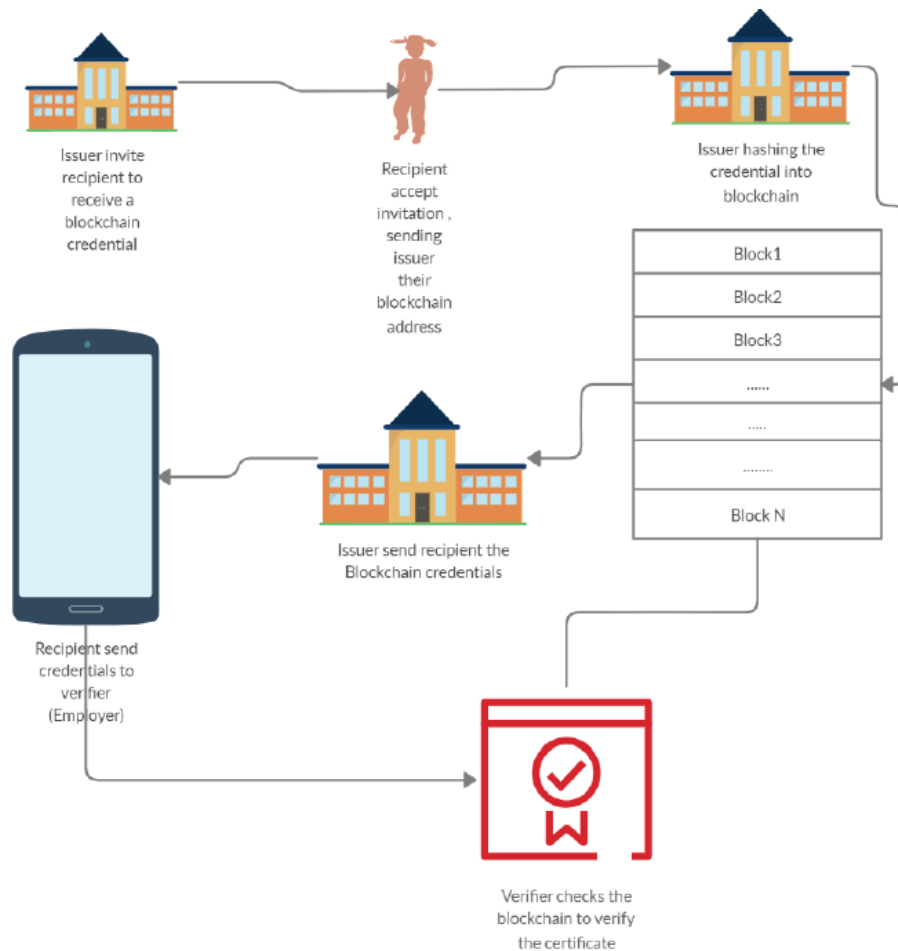 Issuer invite
recipient to
receive a
blockchain
credential
Recipient
accept
invitation ,
sending
issuer
their
blockchain
address
Issuer hashing the
credential into
blockchain
Block1
Block2
Block3
......
.....
........
Block N
Issuer send recipient the
Blockchain credentials
Recipient send
credentials to
verifier
(Employer)
Verifier checks the
blockchain to verify
the certificate